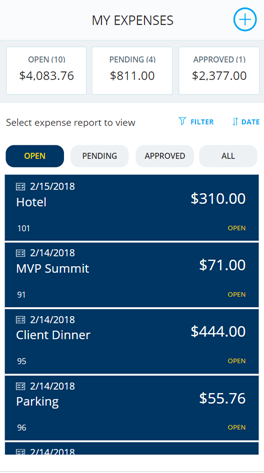 MY EXPENSES
OPEN (10) PENDING (4) APPROVED (1)
$4,083.76 $811.00 $2,377.00
Select expense report to view FILTER DATE
OPEN PENDING APPROVED ALL
2/15/2018
Hotel $310.00
101 OPEN
2/14/2018
MVP Summit $71.00
91 OPEN
2/14/2018
Client Dinner $444.00
95 OPEN
2/14/2018
Parking $55.76
96 OPEN
2/14/2018